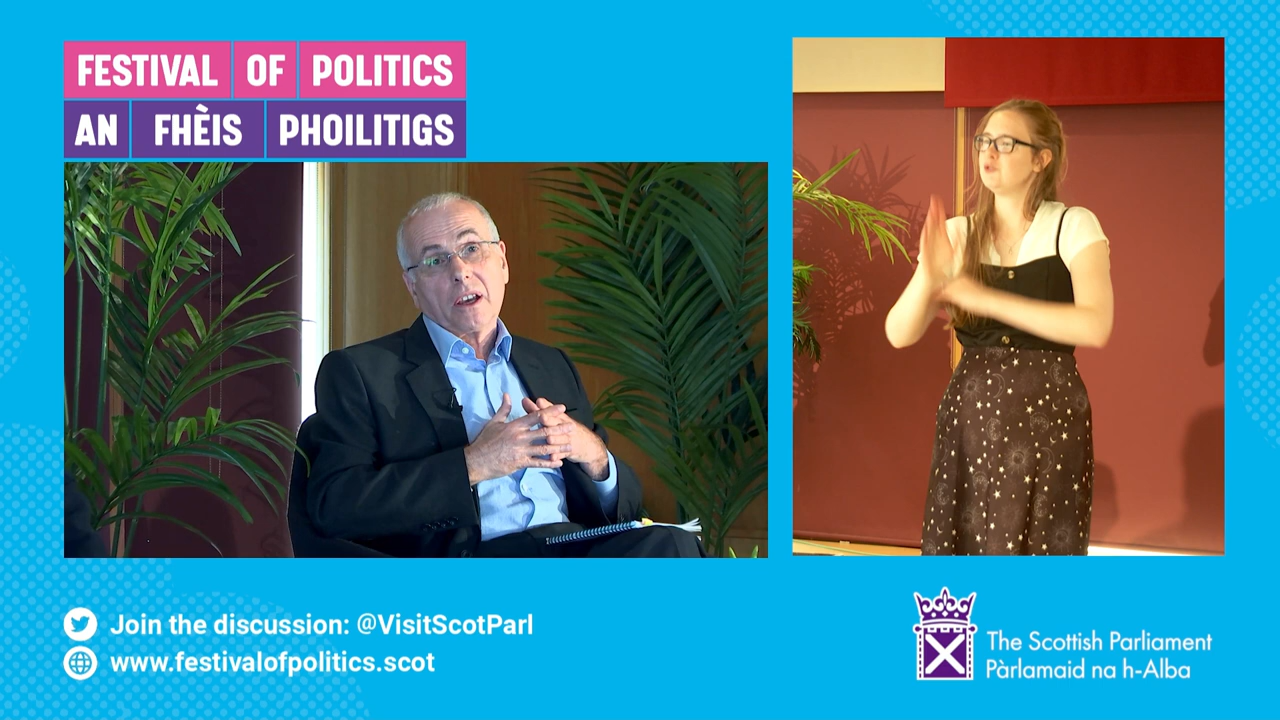 FESTIVAL OF POLITICS
AN FHÈIS PHOILITIGS
Join the discussion: @VisitScotParl
www.festivalofpolitics.scot
The Scottish Parliament
Pàrlamaid na h-Alba